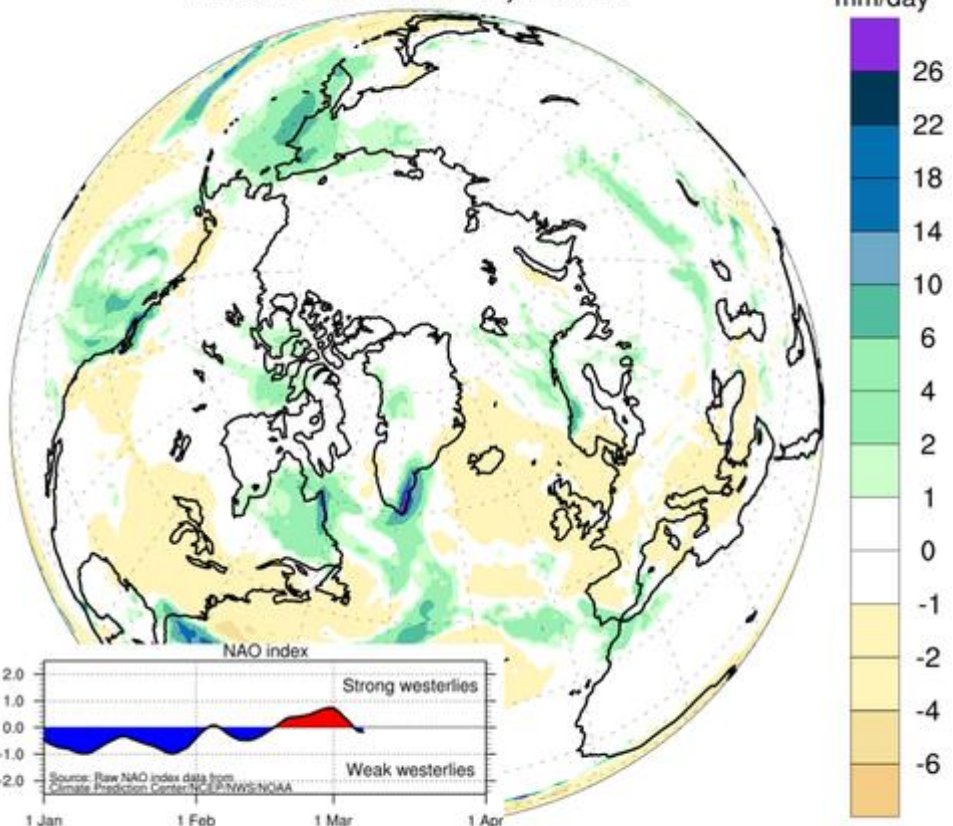 mm/day
26
22
18
14
10
6
4
2
1
0
-1
-2
-4
-6
NAO index
2.0
1.0
0.0
-1.0
-2.0
Strong westerlies
Weak westerlies
Source: Raw NAO index data from
Climate Prediction Center/NCEP/NWS/NOAA
1 Jan
1 Feb
1 Mar
1 Apr